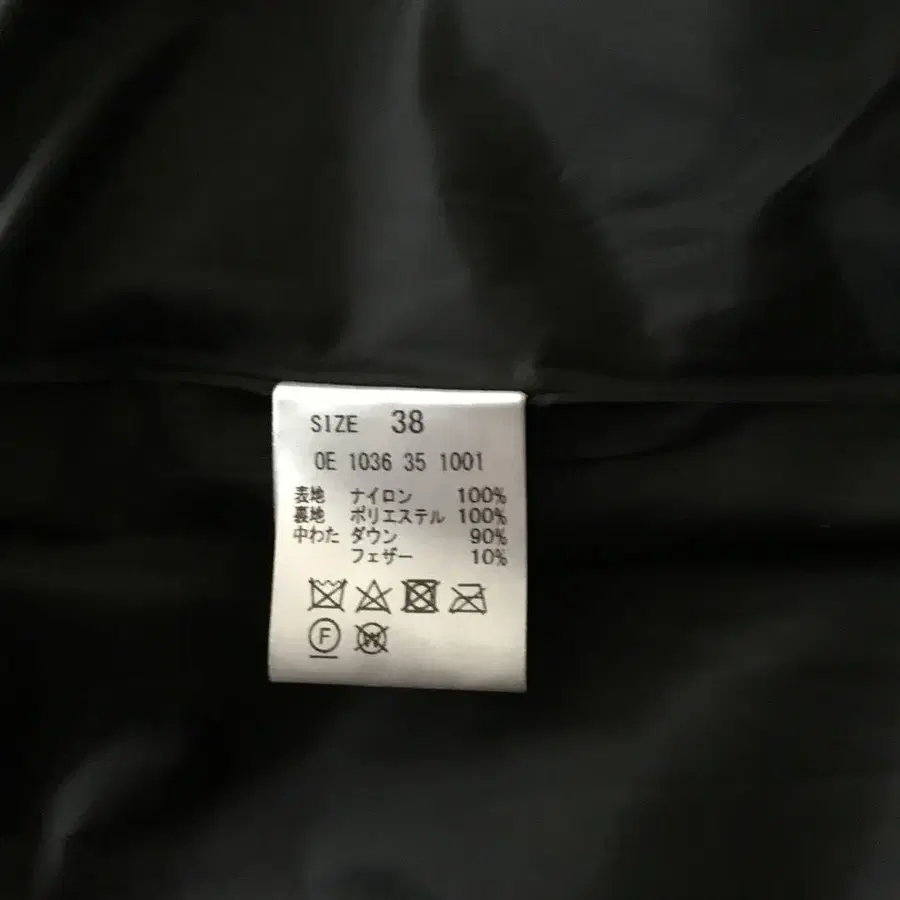 SIZE 38
0E 1036 35 1001
表地 ナイロン 100%
裏地 ポリエステル 100%
中わた ダウン 90%
フェザー 10%
F
W